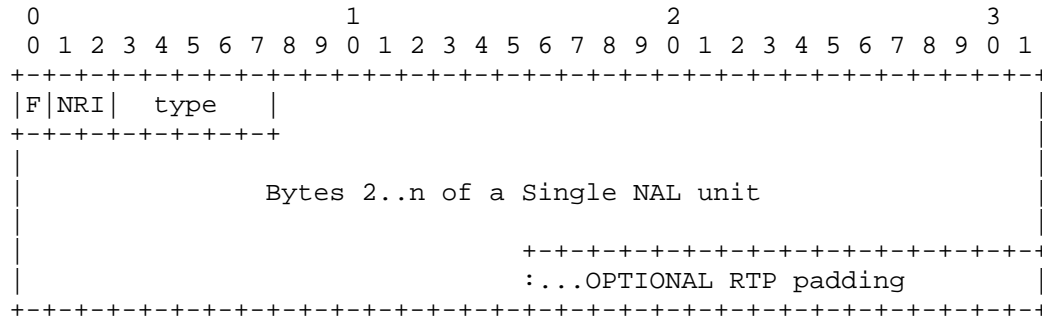 0                   1                   2                   3
 0 1 2 3 4 5 6 7 8 9 0 1 2 3 4 5 6 7 8 9 0 1 2 3 4 5 6 7 8 9 0 1
+-+-+-+-+-+-+-+-+-+-+-+-+-+-+-+-+-+-+-+-+-+-+-+-+-+-+-+-+-+-+-+-+
|F|NRI|  type   |                                               |
+-+-+-+-+-+-+-+-+                                               |
|                                                               |
|               Bytes 2..n of a Single NAL unit                 |
|                                                               |
|                               +-+-+-+-+-+-+-+-+-+-+-+-+-+-+-+-+
|                               :...OPTIONAL RTP padding        |
+-+-+-+-+-+-+-+-+-+-+-+-+-+-+-+-+-+-+-+-+-+-+-+-+-+-+-+-+-+-+-+-+